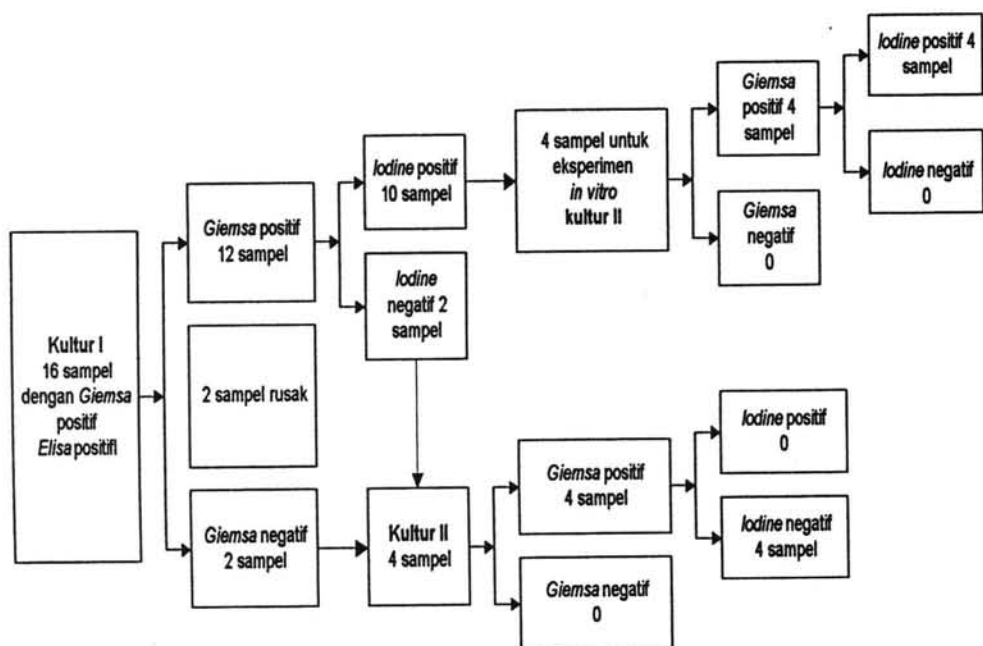 Kultur I
16 sampel
dengan Giemsa
positif
Elisa positifl
Giemsa positif
12 sampel
2 sampel rusak
Giemsa negatif
2 sampel
Iodine positif
10 sampel
Iodine
negatif 2
sampel
Kultur II
4 sampel
4 sampel untuk
eksperimen
in vitro
kultur II
Giemsa
positif 4
sampel
Giemsa
negatif
0
Iodine positif 4
sampel
Iodine negatif
0
Giemsa positif
4 sampel
Giemsa negatif
0
Iodine positif
0
Iodine negatif
4 sampel